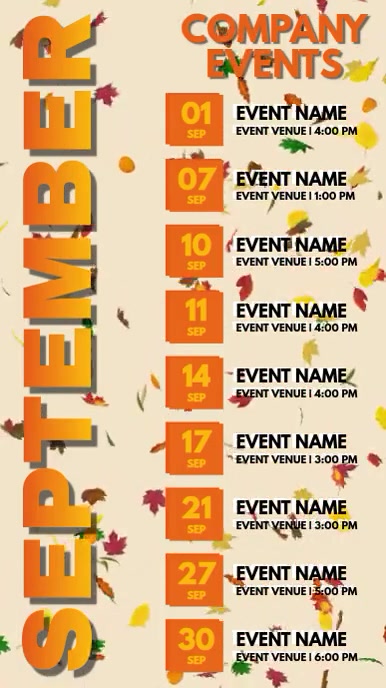 SEPTEMBER
COMPANY
EVENTS
01
SEP
EVENT NAME
EVENT VENUE | 4:00 PM
07
SEP
EVENT NAME
EVENT VENUE | 1:00 PM
10
SEP
EVENT NAME
EVENT VENUE | 5:00 PM
11
SEP
EVENT NAME
EVENT VENUE | 4:00 PM
14
SEP
EVENT NAME
EVENT VENUE | 4:00 PM
17
SEP
EVENT NAME
EVENT VENUE | 3:00 PM
21
SEP
EVENT NAME
EVENT VENUE | 3:00 PM
27
SEP
EVENT NAME
EVENT VENUE | 5:00 PM
30
SEP
EVENT NAME
EVENT VENUE | 6:00 PM